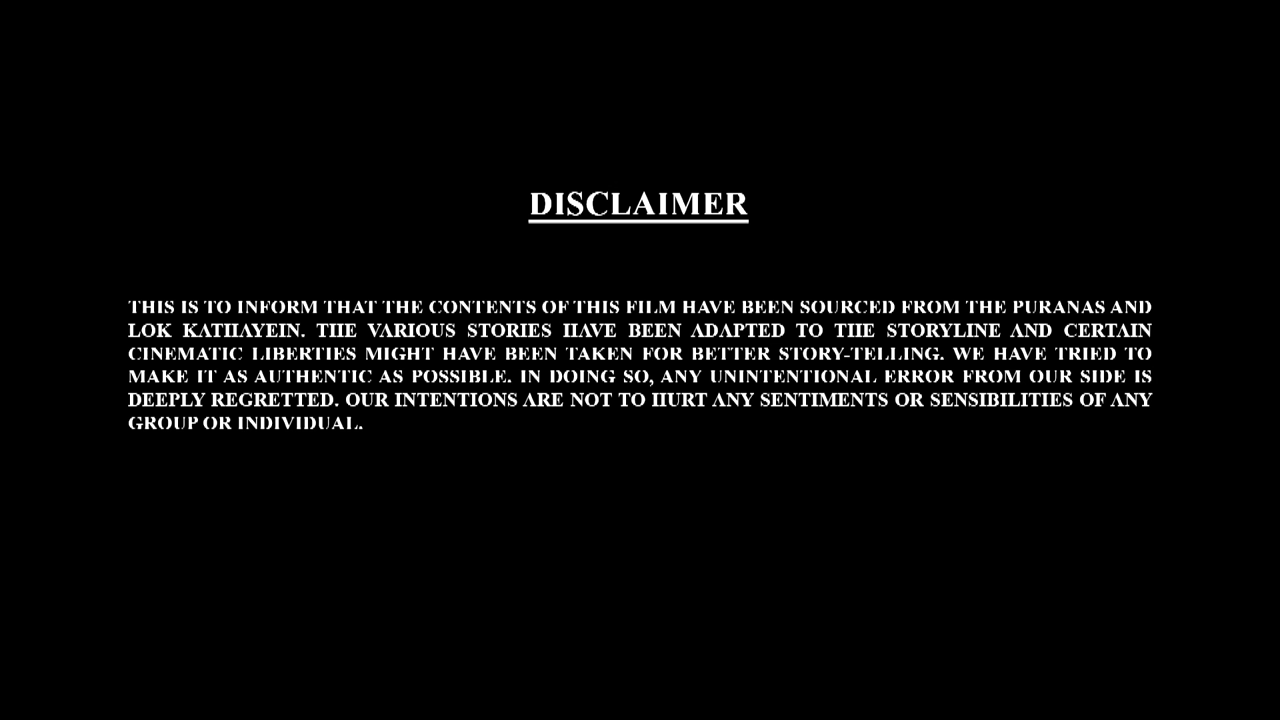 DISCLAIMER
THIS IS TO INFORM THAT THE CONTENTS OF THIS FILM HAVE BEEN SOURCED FROM THE PURANAS AND
LOK KATHAYEIN. THE VARIOUS STORIES HAVE BEEN ADAPTED TO THE STORYLINE AND CERTAIN
CINEMATIC LIBERTIES MIGHT HAVE BEEN TAKEN FOR BETTER STORY-TELLING. WE HAVE TRIED TO
MAKE IT AS AUTHENTIC AS POSSIBLE. IN DOING SO, ANY UNINTENTIONAL ERROR FROM OUR SIDE IS
DEEPLY REGRETTED. OUR INTENTIONS ARE NOT TO HURT ANY SENTIMENTS OR SENSIBILITIES OF ANY
GROUP OR INDIVIDUAL.